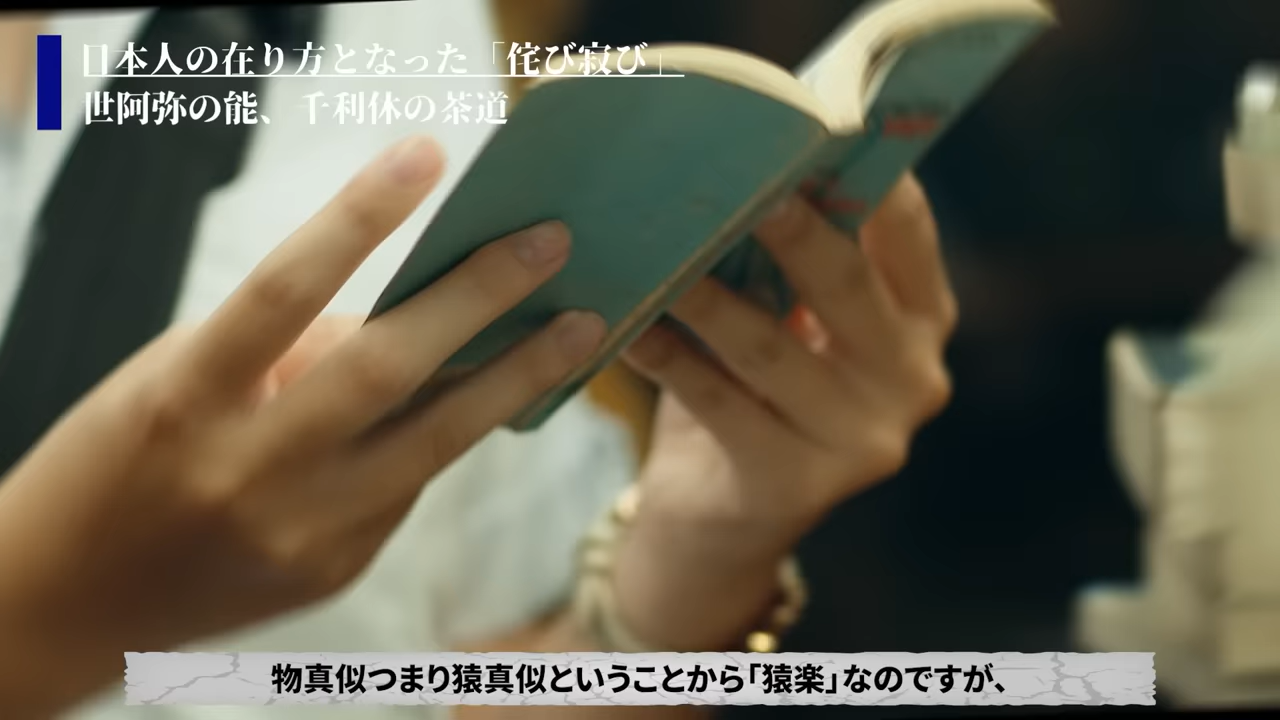 日本人の在り方となった「侘び寂び」
世阿弥の能、千利休の茶道
物真似つまり猿真似ということから「猿楽」なのですが、